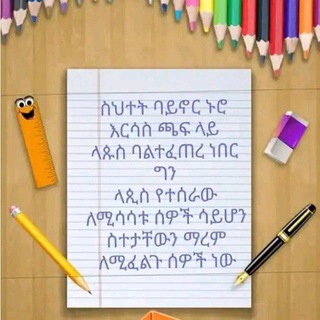 ስህተት ባይኖር ኑሮ
እርሳስ ጫፍ ላይ
ላጲስ ባልተፈጠረ ነበር
ግን
ላጲስ የተሰራው
ለሚሳሳቱ ሰዎች ሳይሆን
ስተታቸውን ማረም
ለሚፈልጉ ሰዎች ነው